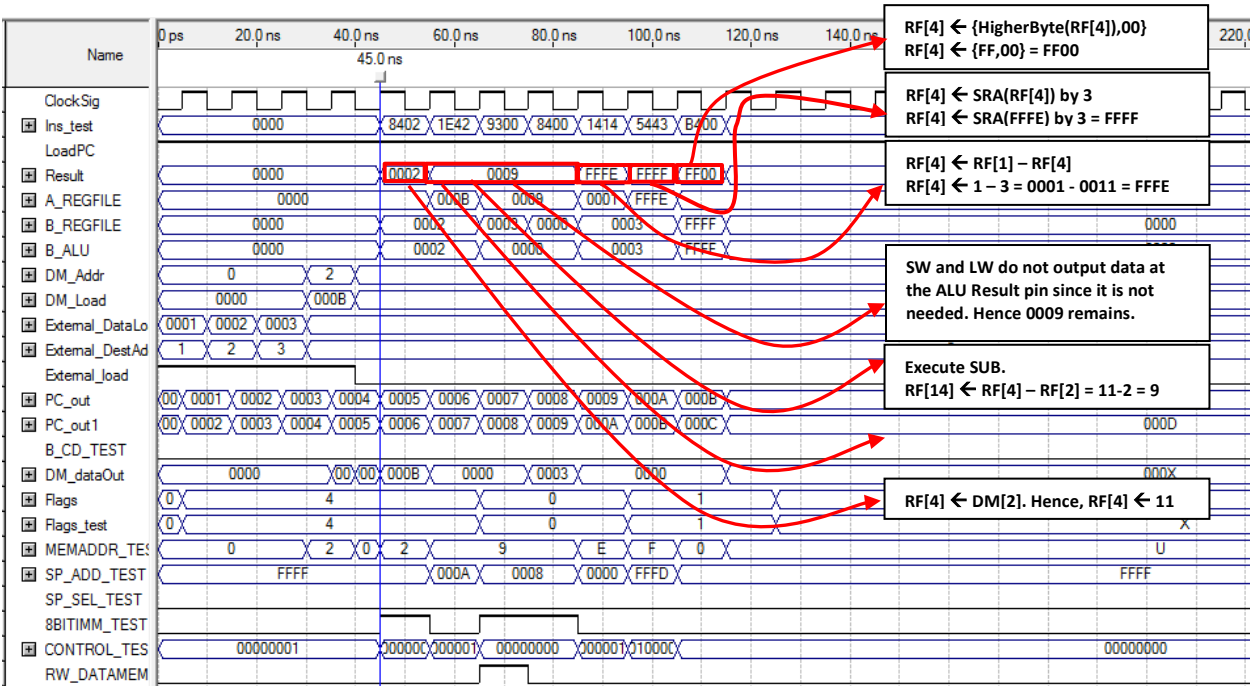 Name
0 ps 20.0 ns 40.0 ns 60.0 ns 80.0 ns 100.0 ns 120.0 ns 140.0 ns 220.
45.0 ns
ClockSig
Ins_test 0000 8402 1E42 9300 8400 1414 5443 B400
LoadPC
Result 0000 0002 0009 FFFE FFFF FF00
A_REGFILE 0000 000B 0009 0001 FFFE
B_REGFILE 0000 0002 0003 0000 0003 FFFF 0000
B_ALU 0000 0002 0000 0003 FFFF
DM_Addr 0 2
DM_Load 0000 000B
External_DataLo 0001 0002 0003
External_DestAd 1 2 3
External_load
PC_out 00 0001 0002 0003 0004 0005 0006 0007 0008 0009 000A 000B
PC_out1 00 0002 0003 0004 0005 0006 0007 0008 0009 000A 000B 000C 000D
B_CD_TEST
DM_dataOut 0000 00 00 000B 0000 0003 0000 000X
Flags 0 4 0 1
Flags_test 0 4 0 1 X
MEMADDR_TES 0 2 0 2 9 E F 0 U
SP_ADD_TEST FFFF 000A 0008 0000 FFFD FFFF
SP_SEL_TEST
8BITIMM_TEST
CONTROL_TES 00000001 000000 000001 00000000 000001 010000 00000000
RW_DATAMEM
RF[4] ← {HigherByte(RF[4]),00}
RF[4] ← {FF,00} = FF00
RF[4] ← SRA(RF[4]) by 3
RF[4] ← SRA(FFFE) by 3 = FFFF
RF[4] ← RF[1] – RF[4]
RF[4] ← 1 – 3 = 0001 - 0011 = FFFE
SW and LW do not output data at
the ALU Result pin since it is not
needed. Hence 0009 remains.
Execute SUB.
RF[14] ← RF[4] – RF[2] = 11-2 = 9
RF[4] ← DM[2]. Hence, RF[4] ← 11